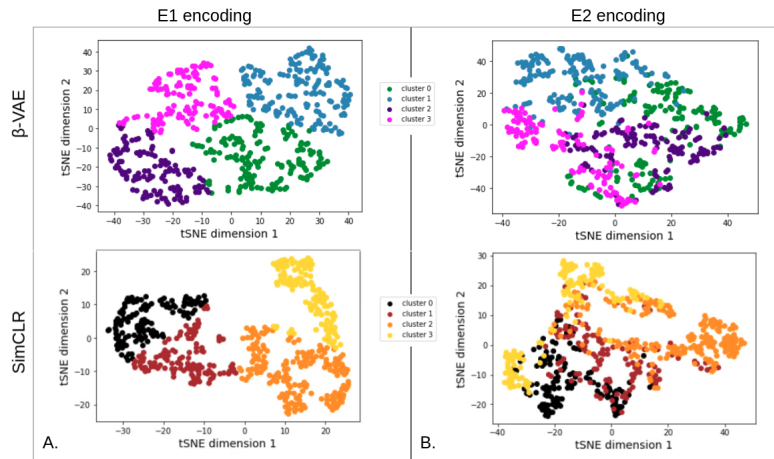 E1 encoding
E2 encoding
β-VAE
tSNE dimension 2
40
30
20
10
0
−10
−20
−30
−40
−40 −30 −20 −10 0 10 20 30 40
tSNE dimension 1
cluster 0
cluster 1
cluster 2
cluster 3
tSNE dimension 2
40
20
0
−20
−40
−40 −20 0 20 40
tSNE dimension 1
SimCLR
tSNE dimension 2
20
10
0
−10
−20
−30 −20 −10 0 10 20
tSNE dimension 1
A.
cluster 0
cluster 1
cluster 2
cluster 3
tSNE dimension 2
30
20
10
0
−10
−20
−40 −20 0 20 40
tSNE dimension 1
B.